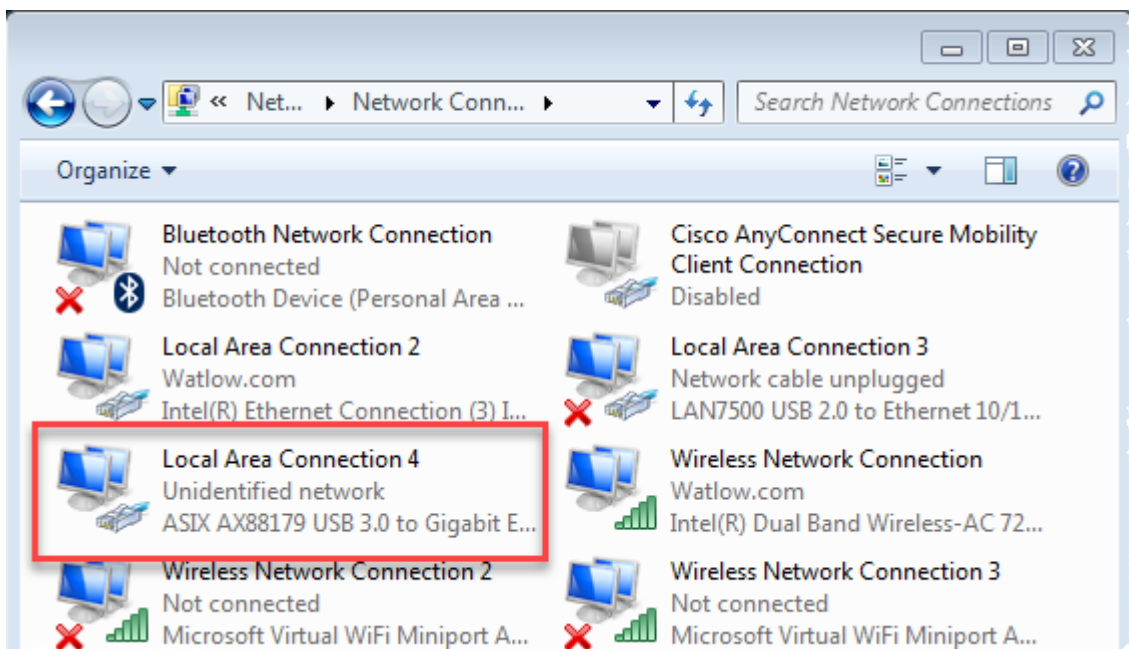 « Net... Network Conn...
Search Network Connections
Organize
Bluetooth Network Connection
Not connected
Bluetooth Device (Personal Area ...
Cisco AnyConnect Secure Mobility
Client Connection
Disabled
Local Area Connection 2
Watlow.com
Intel(R) Ethernet Connection (3) I...
Local Area Connection 3
Network cable unplugged
LAN7500 USB 2.0 to Ethernet 10/1...
Local Area Connection 4
Unidentified network
ASIX AX88179 USB 3.0 to Gigabit E...
Wireless Network Connection
Watlow.com
Intel(R) Dual Band Wireless-AC 72...
Wireless Network Connection 2
Not connected
Microsoft Virtual WiFi Miniport A...
Wireless Network Connection 3
Not connected
Microsoft Virtual WiFi Miniport A...